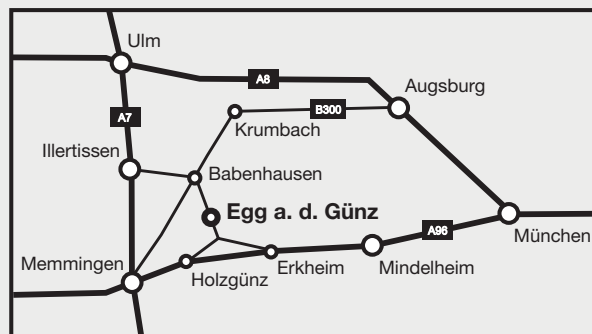 Ulm
A8
Augsburg
A7
B300
Krumbach
Illertissen
Babenhausen
Egg a. d. Günz
A96
München
Memmingen
Holzgünz
Erkheim
Mindelheim